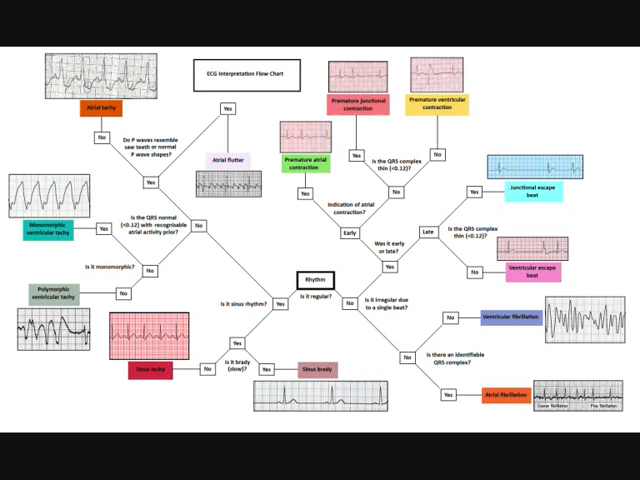 ECG Interpretation Flow Chart
Atrial tachy
No
Do P waves resemble
saw teeth or normal
P wave shapes?
Yes
Atrial flutter
Yes
Is the QRS normal
(<0.12) with recognisable
atrial activity prior?
No
Monomorphic
ventricular tachy
Yes
Is it monomorphic?
No
Polymorphic
ventricular tachy
No
Premature junctional
contraction
Premature ventricular
contraction
Premature atrial
contraction
Yes
No
Is the QRS complex
thin (<0.12)?
Yes
No
Indication of atrial
contraction?
Early
Was it early
or late?
Late
Yes
Yes
Junctional escape
beat
Is the QRS complex
thin (<0.12)?
No
Ventricular escape
beat
Rhythm
Is it regular?
Is it sinus rhythm?
Yes
No
Is it irregular due
to a single beat?
Yes
Is it brady
(slow)?
No
Sinus tachy
Yes
Sinus brady
No
Ventricular fibrillation
No
Is there an identifiable
QRS complex?
Yes
Atrial fibrillation
Coarse fibrillation
Fine fibrillation